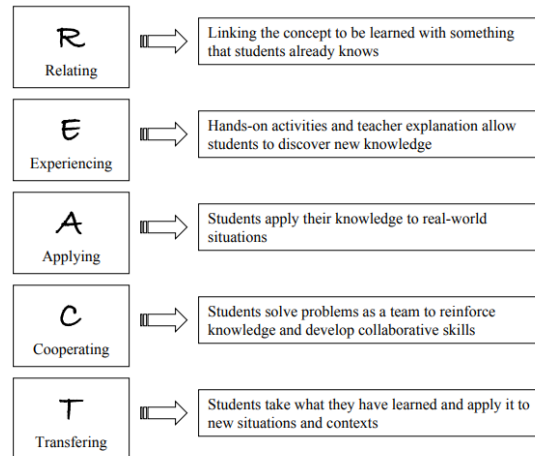 R
Relating
Linking the concept to be learned with something
that students already knows
E
Experiencing
Hands-on activities and teacher explanation allow
students to discover new knowledge
A
Applying
Students apply their knowledge to real-world
situations
C
Cooperating
Students solve problems as a team to reinforce
knowledge and develop collaborative skills
T
Transfering
Students take what they have learned and apply it to
new situations and contexts